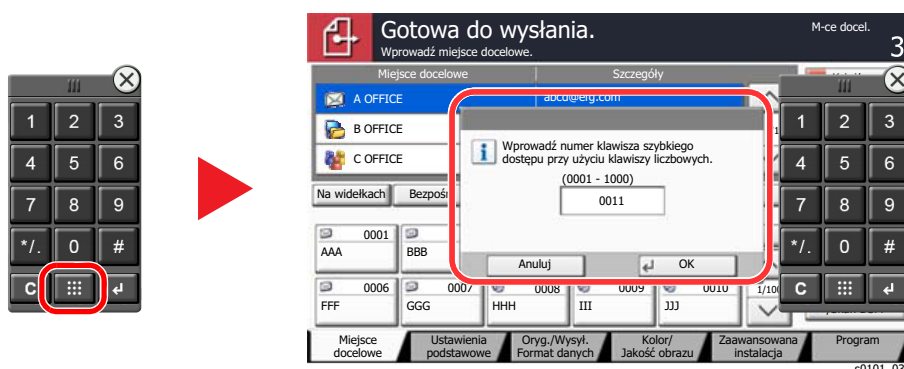 1 2 3
4 5 6
7 8 9
*/. 0 #
C
Gotowa do wysłania.
Wprowadź miejsce docelowe.
M-ce docel.
3
Miejsce docelowe Szczegóły
A OFFICE abcd@efg.com
B OFFICE
C OFFICE
Wprowadź numer klawisza szybkiego
dostępu przy użyciu klawiszy liczbowych.
(0001 - 1000)
0011
Anuluj OK
Na widełkach
0001
AAA BBB
0006 0007 0008 0009 0010
FFF GGG HHH III JJJ
1 2 3
4 5 6
7 8 9
*/. 0 #
C
Miejsce
docelowe
Ustawienia
podstawowe
Oryg./Wysył.
Format danych
Kolor/
Jakość obrazu
Zaawansowana
instalacja
Program